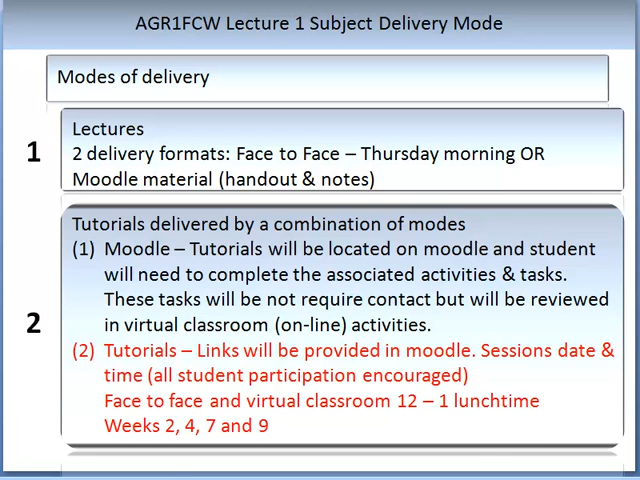 AGR1FCW Lecture 1 Subject Delivery Mode
Modes of delivery
1
Lectures
2 delivery formats: Face to Face – Thursday morning OR
Moodle material (handout & notes)
2
Tutorials delivered by a combination of modes
(1) Moodle – Tutorials will be located on moodle and student
will need to complete the associated activities & tasks.
These tasks will be not require contact but will be reviewed
in virtual classroom (on-line) activities.
(2) Tutorials – Links will be provided in moodle. Sessions date &
time (all student participation encouraged)
Face to face and virtual classroom 12 – 1 lunchtime
Weeks 2, 4, 7 and 9